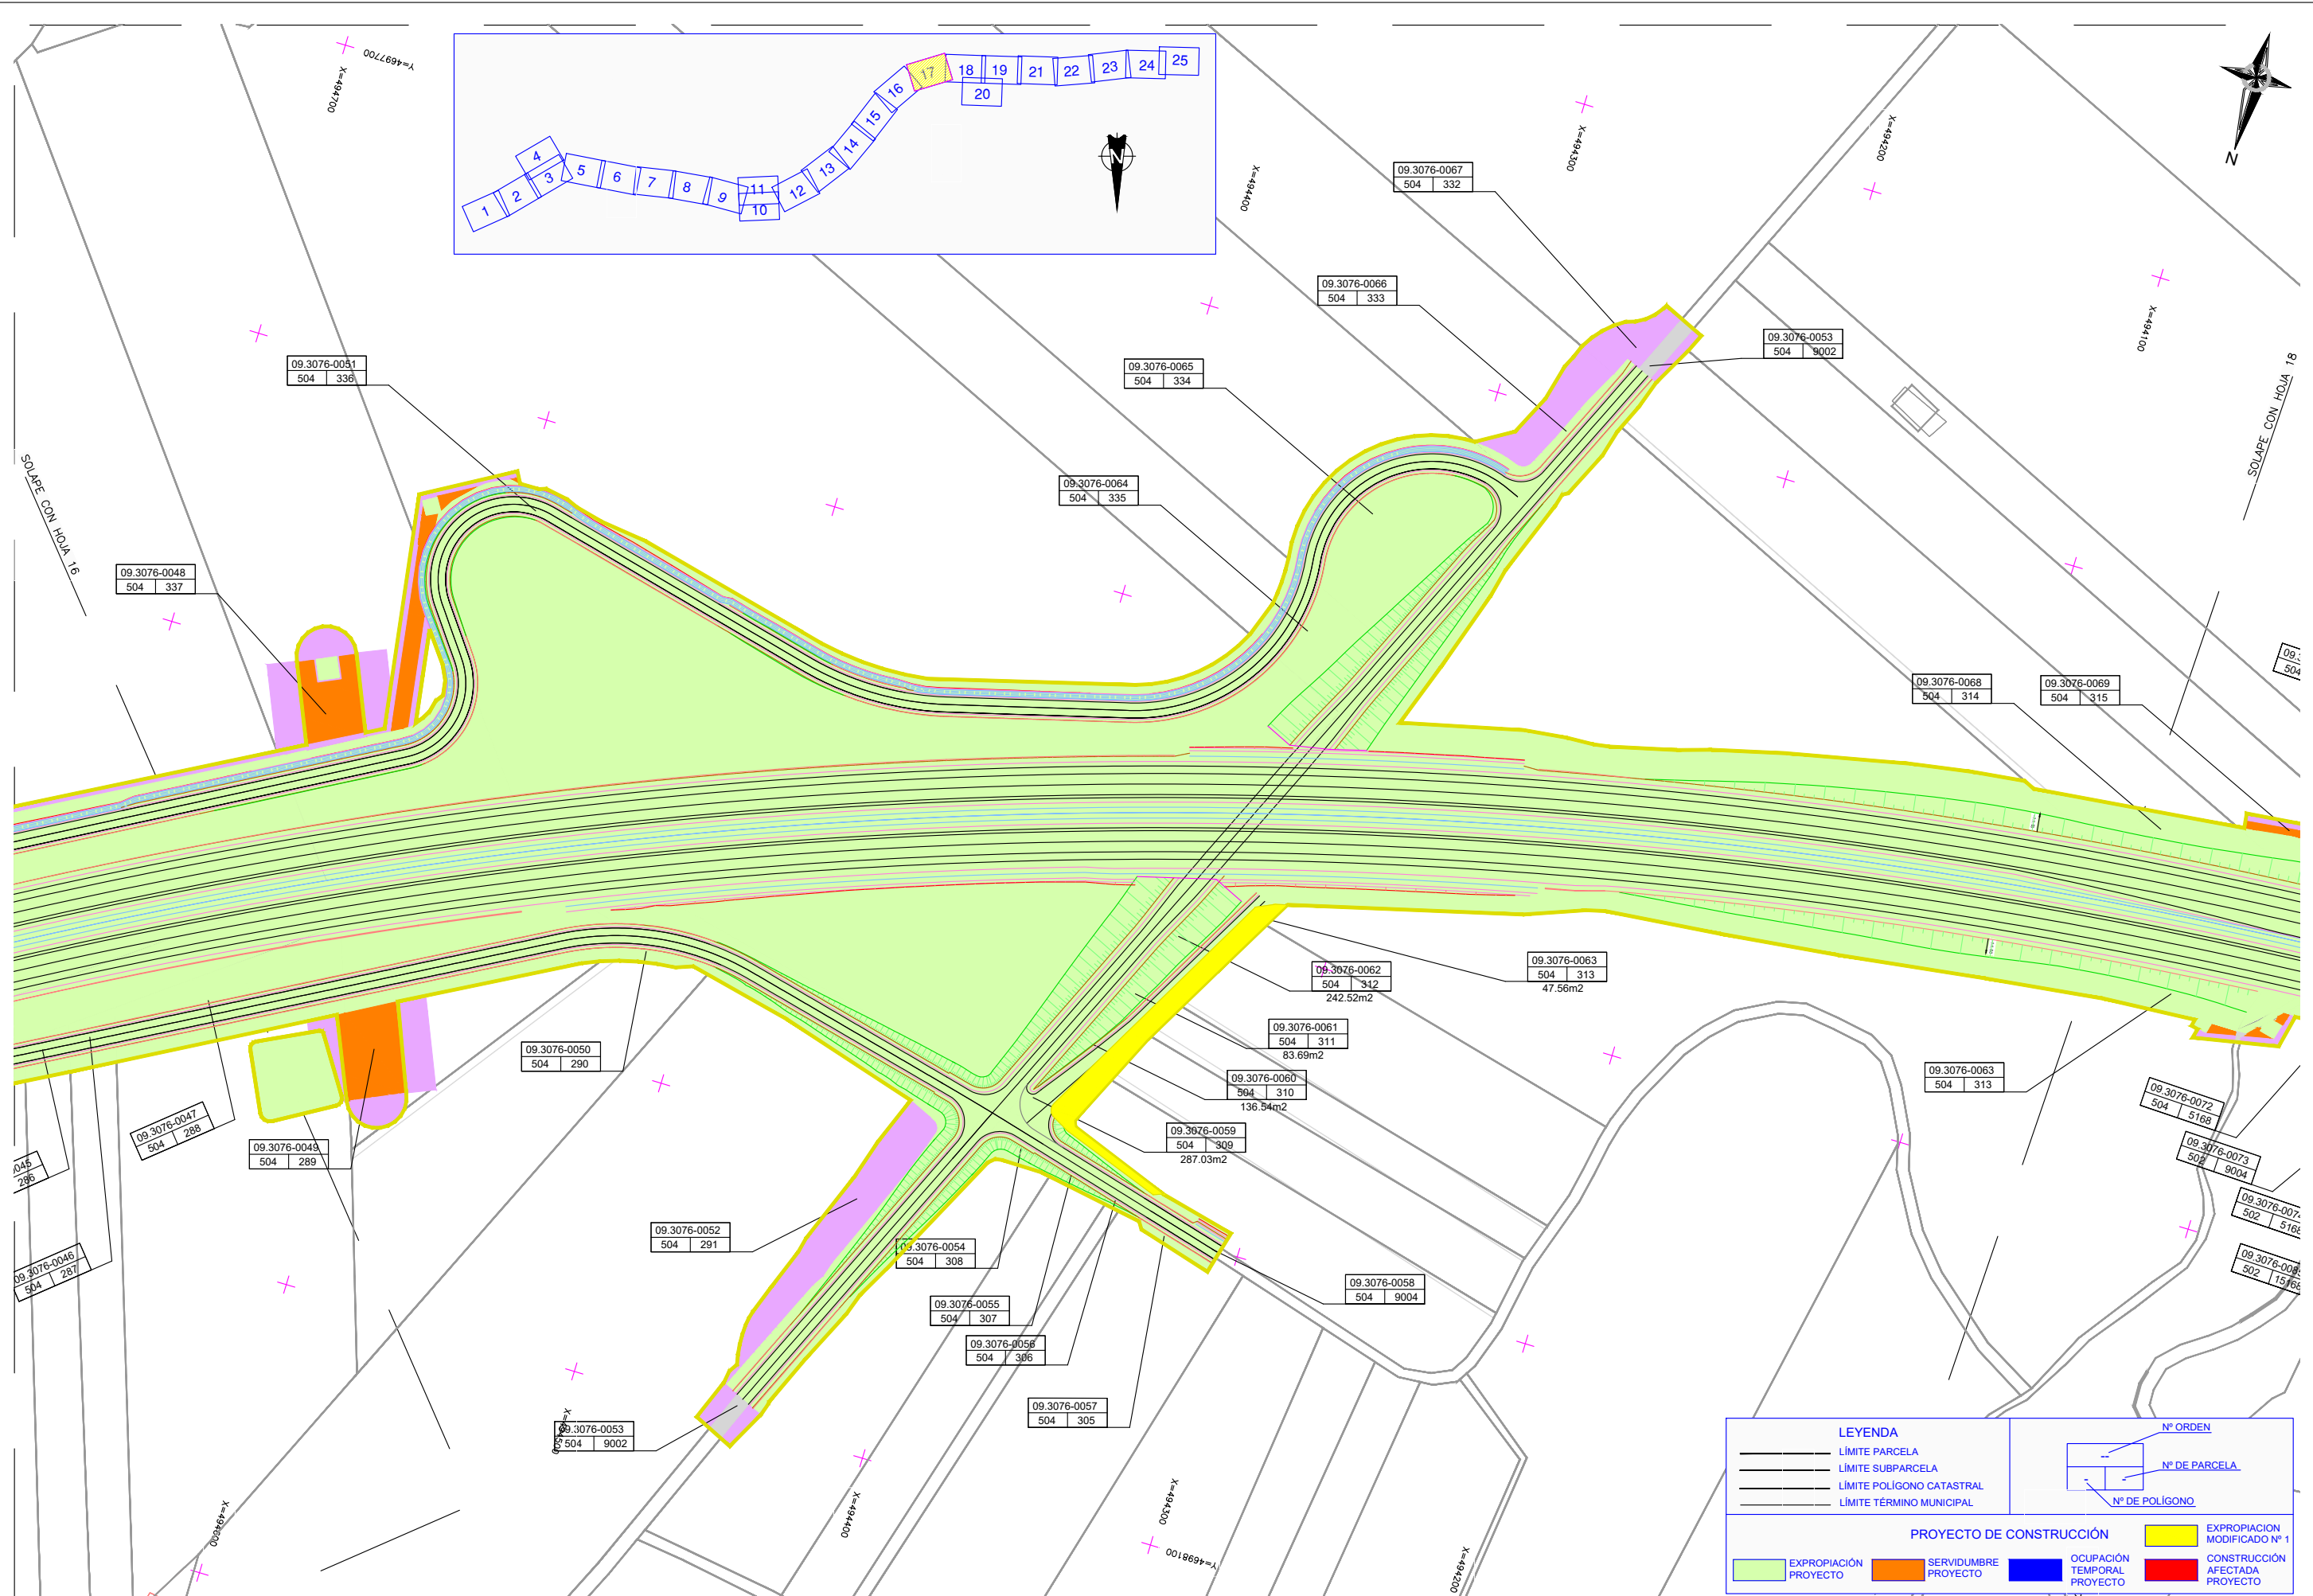 Y=4697700
X=494700
1
2
3
4
5
6
7
8
9
10
11
12
13
14
15
16
17
18
19
20
21
22
23
24
25
N
N
X=494400
X=494300
X=494200
X=494100
SOLAPE CON HOJA 16
SOLAPE CON HOJA 18
09.3076-0067
504 332
09.3076-0066
504 333
09.3076-0053
504 9002
09.3076-0051
504 336
09.3076-0065
504 334
09.3076-0064
504 335
09.3076-0048
504 337
09.3076-0068
504 314
09.3076-0069
504 315
09.3076-0062
504 312
242.52m2
09.3076-0063
504 313
47.56m2
09.3076-0061
504 311
83.69m2
09.3076-0060
504 310
136.54m2
09.3076-0059
504 309
287.03m2
09.3076-0050
504 290
09.3076-0047
504 288
09.3076-0049
504 289
286
09.3076-0046
504 287
09.3076-0063
504 313
09.3076-0072
504 5168
09.3076-0073
502 9004
502
502
09.3076-0052
504 291
09.3076-0054
504 308
09.3076-0055
504 307
09.3076-0056
504 306
09.3076-0057
504 305
09.3076-0058
504 9004
09.3076-0053
504 9002
X=494600
X=494500
X=494400
X=494300
Y=4698100
X=494200
LEYENDA
LÍMITE PARCELA
LÍMITE SUBPARCELA
LÍMITE POLÍGONO CATASTRAL
LÍMITE TÉRMINO MUNICIPAL
Nº ORDEN
--
- -
Nº DE PARCELA
Nº DE POLÍGONO
PROYECTO DE CONSTRUCCIÓN
EXPROPIACION
MODIFICADO Nº 1
EXPROPIACIÓN
PROYECTO
SERVIDUMBRE
PROYECTO
OCUPACIÓN
TEMPORAL
PROYECTO
CONSTRUCCIÓN
AFECTADA
PROYECTO